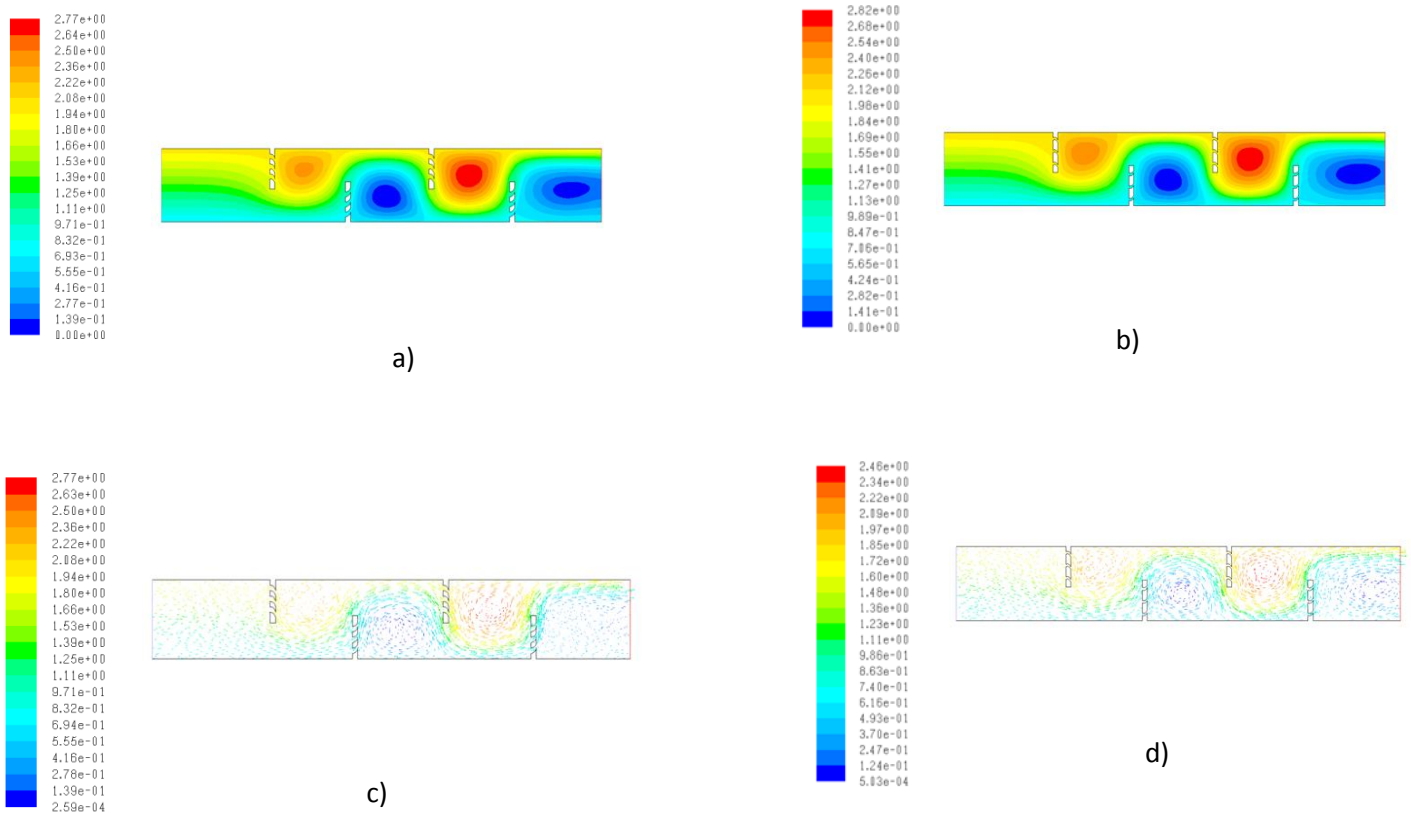 2.77e+00
2.64e+00
2.50e+00
2.36e+00
2.22e+00
2.08e+00
1.94e+00
1.80e+00
1.66e+00
1.53e+00
1.39e+00
1.25e+00
1.11e+00
9.71e-01
8.32e-01
6.93e-01
5.55e-01
4.16e-01
2.77e-01
1.39e-01
0.00e+00
a)
2.82e+00
2.68e+00
2.54e+00
2.40e+00
2.26e+00
2.12e+00
1.98e+00
1.84e+00
1.69e+00
1.55e+00
1.41e+00
1.27e+00
1.13e+00
9.89e-01
8.47e-01
7.06e-01
5.65e-01
4.24e-01
2.82e-01
1.41e-01
0.00e+00
b)
2.77e+00
2.63e+00
2.50e+00
2.36e+00
2.22e+00
2.08e+00
1.94e+00
1.80e+00
1.66e+00
1.53e+00
1.39e+00
1.25e+00
1.11e+00
9.71e-01
8.32e-01
6.94e-01
5.55e-01
4.16e-01
2.78e-01
1.39e-01
2.59e-04
c)
2.46e+00
2.34e+00
2.22e+00
2.09e+00
1.97e+00
1.85e+00
1.72e+00
1.60e+00
1.48e+00
1.36e+00
1.23e+00
1.11e+00
9.86e-01
8.63e-01
7.40e-01
6.16e-01
4.93e-01
3.70e-01
2.47e-01
1.24e-01
5.03e-04
d)